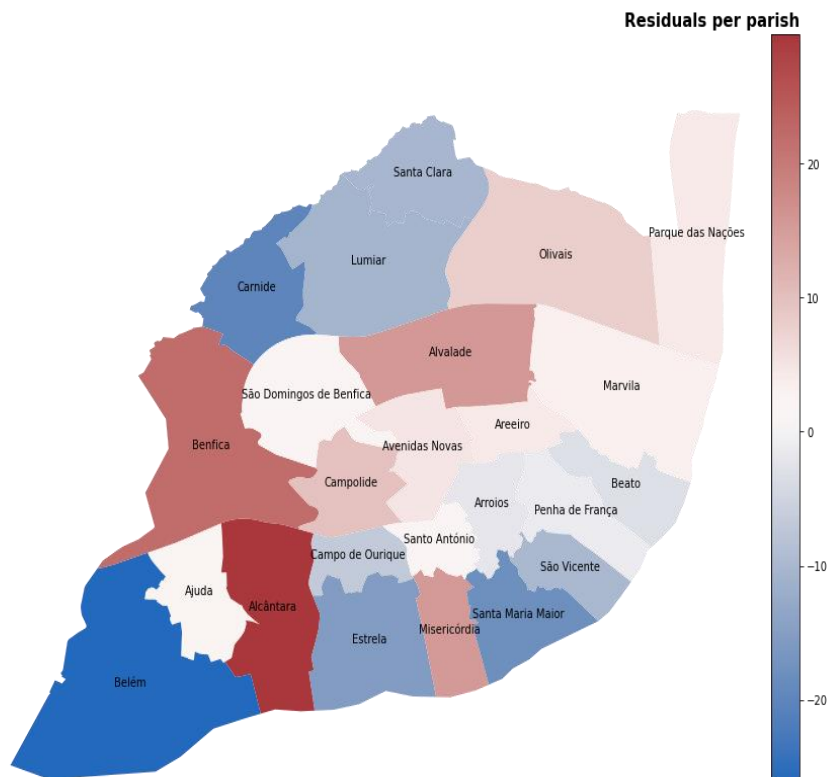 Residuals per parish
20
10
0
−10
−20
Santa Clara
Parque das Nações
Olivais
Lumiar
Carnide
Alvalade
Marvila
São Domingos de Benfica
Areeiro
Benfica
Avenidas Novas
Campolide
Beato
Arroios
Penha de França
Santo António
Campo de Ourique
São Vicente
Ajuda
Alcântara
Santa Maria Maior
Misericórdia
Estrela
Belém